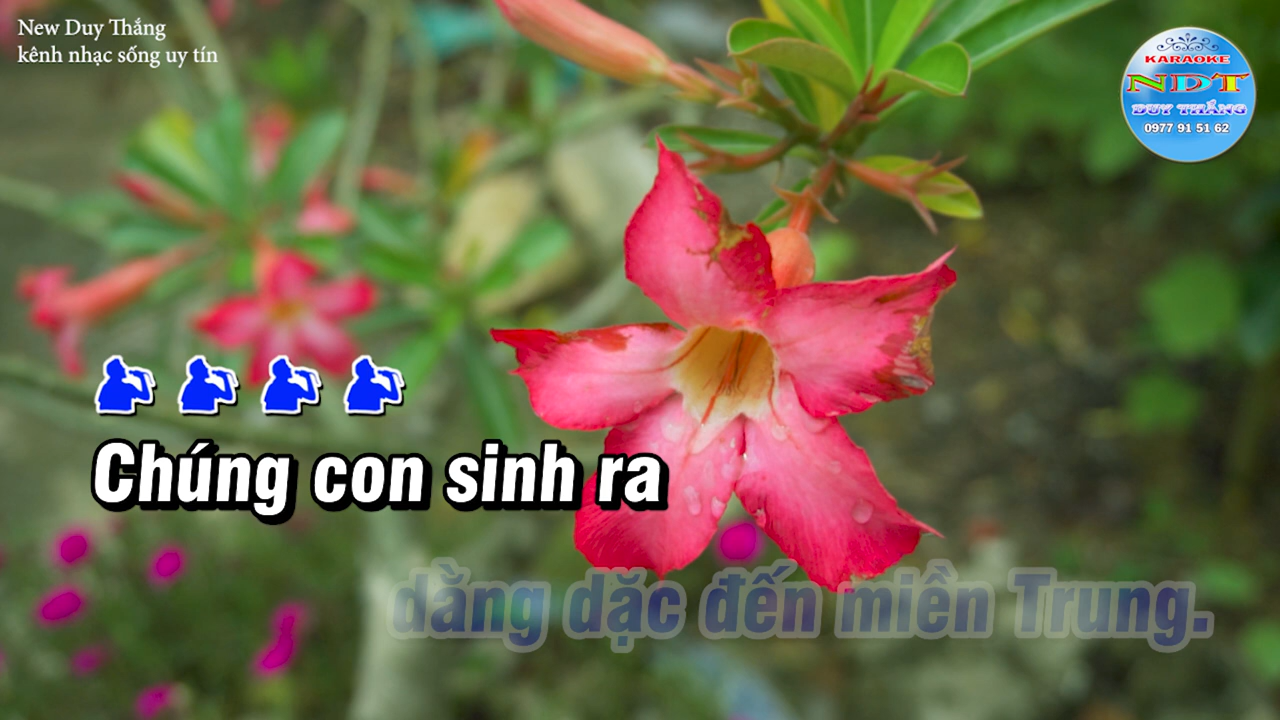 New Duy Thắng
kênh nhạc sống uy tín
KARAOKE
NDT
DUY THẮNG
0977 91 51 62
Chúng con sinh ra
dằng dặc đến miền Trung.